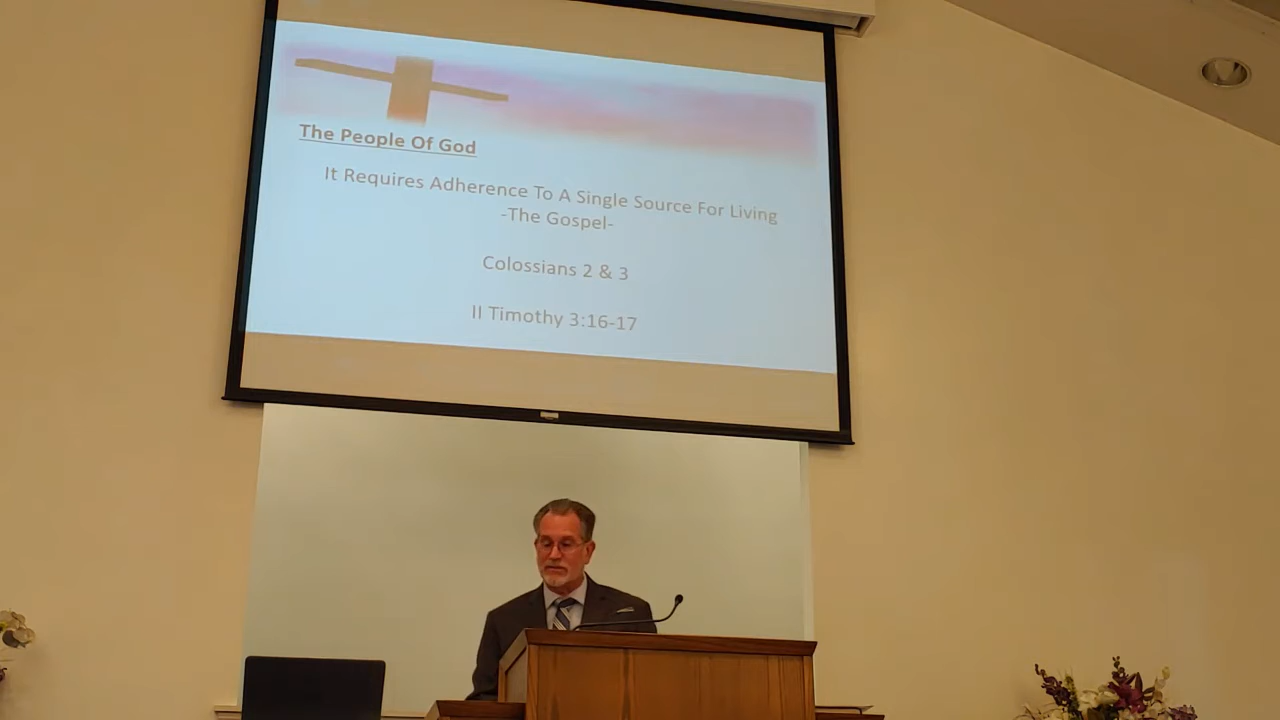 The People Of God
It Requires Adherence To A Single Source For Living
-The Gospel-
Colossians 2 & 3
II Timothy 3:16-17